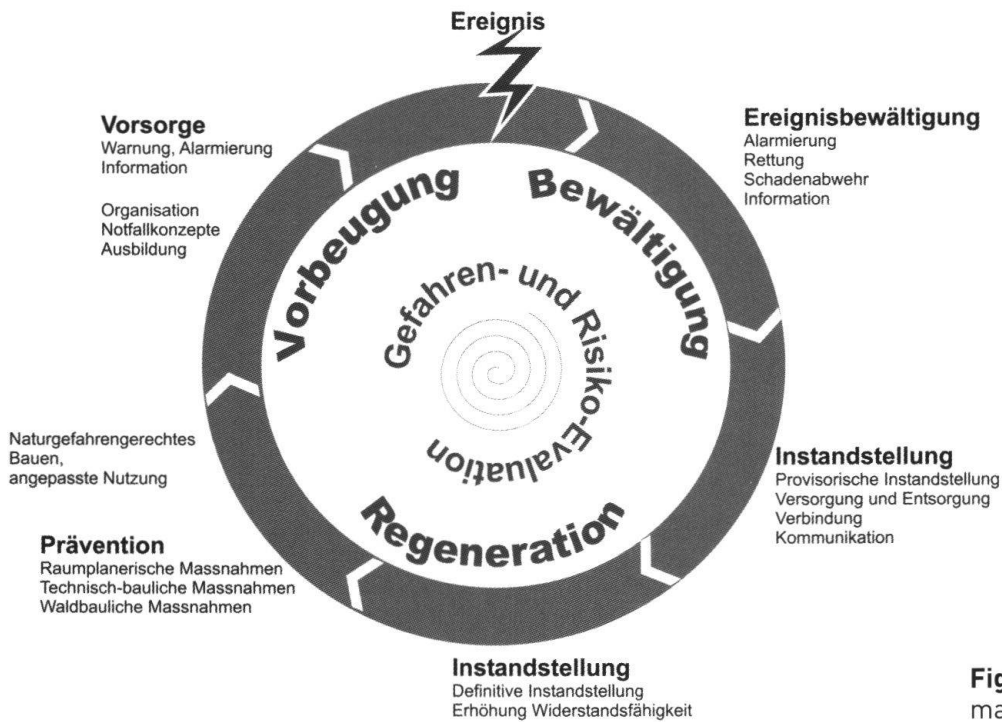 Ereignis
Vorsorge
Warnung, Alarmierung
Information
Organisation
Notfallkonzepte
Ausbildung
Ereignisbewältigung
Alarmierung
Rettung
Schadenabwehr
Information
Vorbeugung
Bewältigung
Gefahren- und Risiko-Evaluation
Regeneration
Naturgefahrengerechtes
Bauen,
angepasste Nutzung
Instandstellung
Provisorische Instandstellung
Versorgung und Entsorgung
Verbindung
Kommunikation
Prävention
Raumplanerische Massnahmen
Technisch-bauliche Massnahmen
Waldbauliche Massnahmen
Instandstellung
Definitive Instandstellung
Erhöhung Widerstandsfähigkeit
Fig
ma